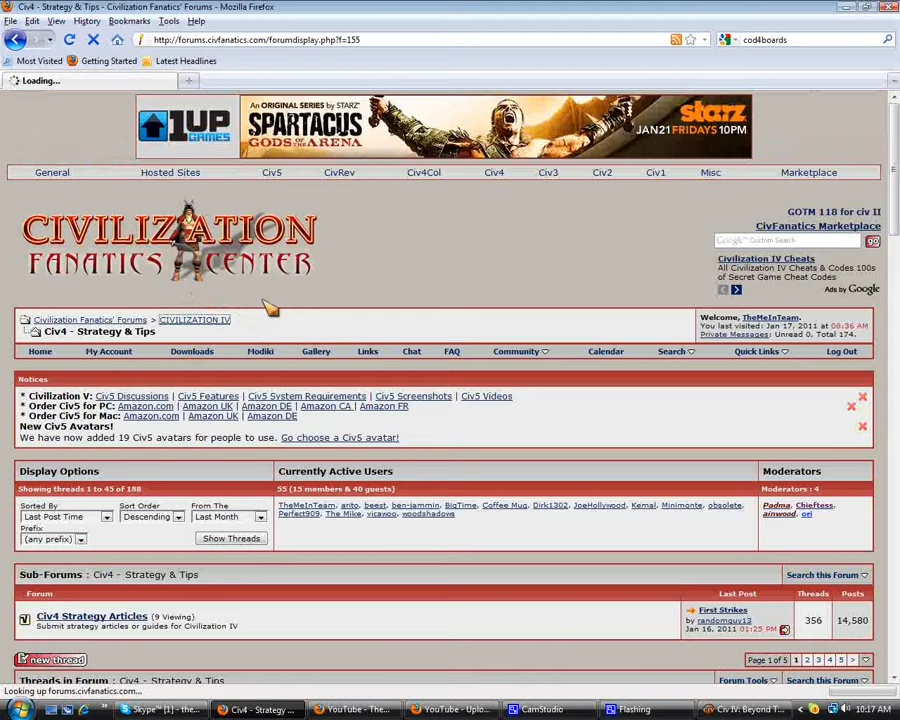 Civ4 - Strategy & Tips - Civilization Fanatics' Forums - Mozilla Firefox
File Edit View History Bookmarks Tools Help
http://forums.civfanatics.com/forumdisplay.php?f=155
cod4boards
Most Visited Getting Started Latest Headlines
Loading...
1UP GAMES
AN ORIGINAL SERIES BY STARZ
SPARTACUS
GODS OF THE ARENA
starz
JAN21 FRIDAYS 10PM
General Hosted Sites Civ5 CivRev Civ4Col Civ4 Civ3 Civ2 Civ1 Misc Marketplace
CIVILIZATION
FANATICS CENTER
GOTM 118 for civ II
CivFanatics Marketplace
Google Custom Search
Civilization IV Cheats
All Civilization IV Cheats & Codes 100s
of Secret Game Cheat Codes
Ads by Google
Civilization Fanatics' Forums > CIVILIZATION IV
Civ4 - Strategy & Tips
Welcome, TheMeInTeam.
You last visited: Jan 17, 2011 at 08:36 AM
Private Messages: Unread 0, Total 174.
Home My Account Downloads Modiki Gallery Links Chat FAQ Community Calendar Search Quick Links Log Out
Notices
* Civilization V: Civ5 Discussions | Civ5 Features | Civ5 System Requirements | Civ5 Screenshots | Civ5 Videos
* Order Civ5 for PC: Amazon.com | Amazon UK | Amazon DE | Amazon CA | Amazon FR
* Order Civ5 for Mac: Amazon.com | Amazon UK | Amazon DE
New Civ5 Avatars!
We have now added 19 Civ5 avatars for people to use. Go choose a Civ5 avatar!
Display Options
Showing threads 1 to 45 of 188
Sorted By Sort Order From
Last Post Time Descending Last Month
Prefix
(any prefix) Show Threads
Currently Active Users
55 (15 members & 40 guests)
TheMeInTeam, arito, beest, ben-jammin, BigTime, Coffee Mug, Dirk1302, JoeHollywood, Kemal, Minimonte, obsolete,
Perfect909, The Mike, vicawoo, woodshadows
Moderators
Moderators : 4
Padma, Chieftess,
ainwood, ori
Sub-Forums : Civ4 - Strategy & Tips Search this Forum
Forum Last Post Threads Posts
Civ4 Strategy Articles (9 Viewing)
Submit strategy articles or guides for Civilization IV
First Strikes
by randomguy13
Jan 16, 2011 01:25 PM
356 14,580
new thread
Page 1 of 5 1 2 3 4 5 >
Threads in Forum : Civ4 - Strategy & Tips Forum Tools Search this Forum
Looking up forums.civfanatics.com...
Skype™ [1] - the... Civ4 - Strategy ... YouTube - The... YouTube - Uplo... CamStudio Flashing Civ IV: Beyond T... 10:17 AM